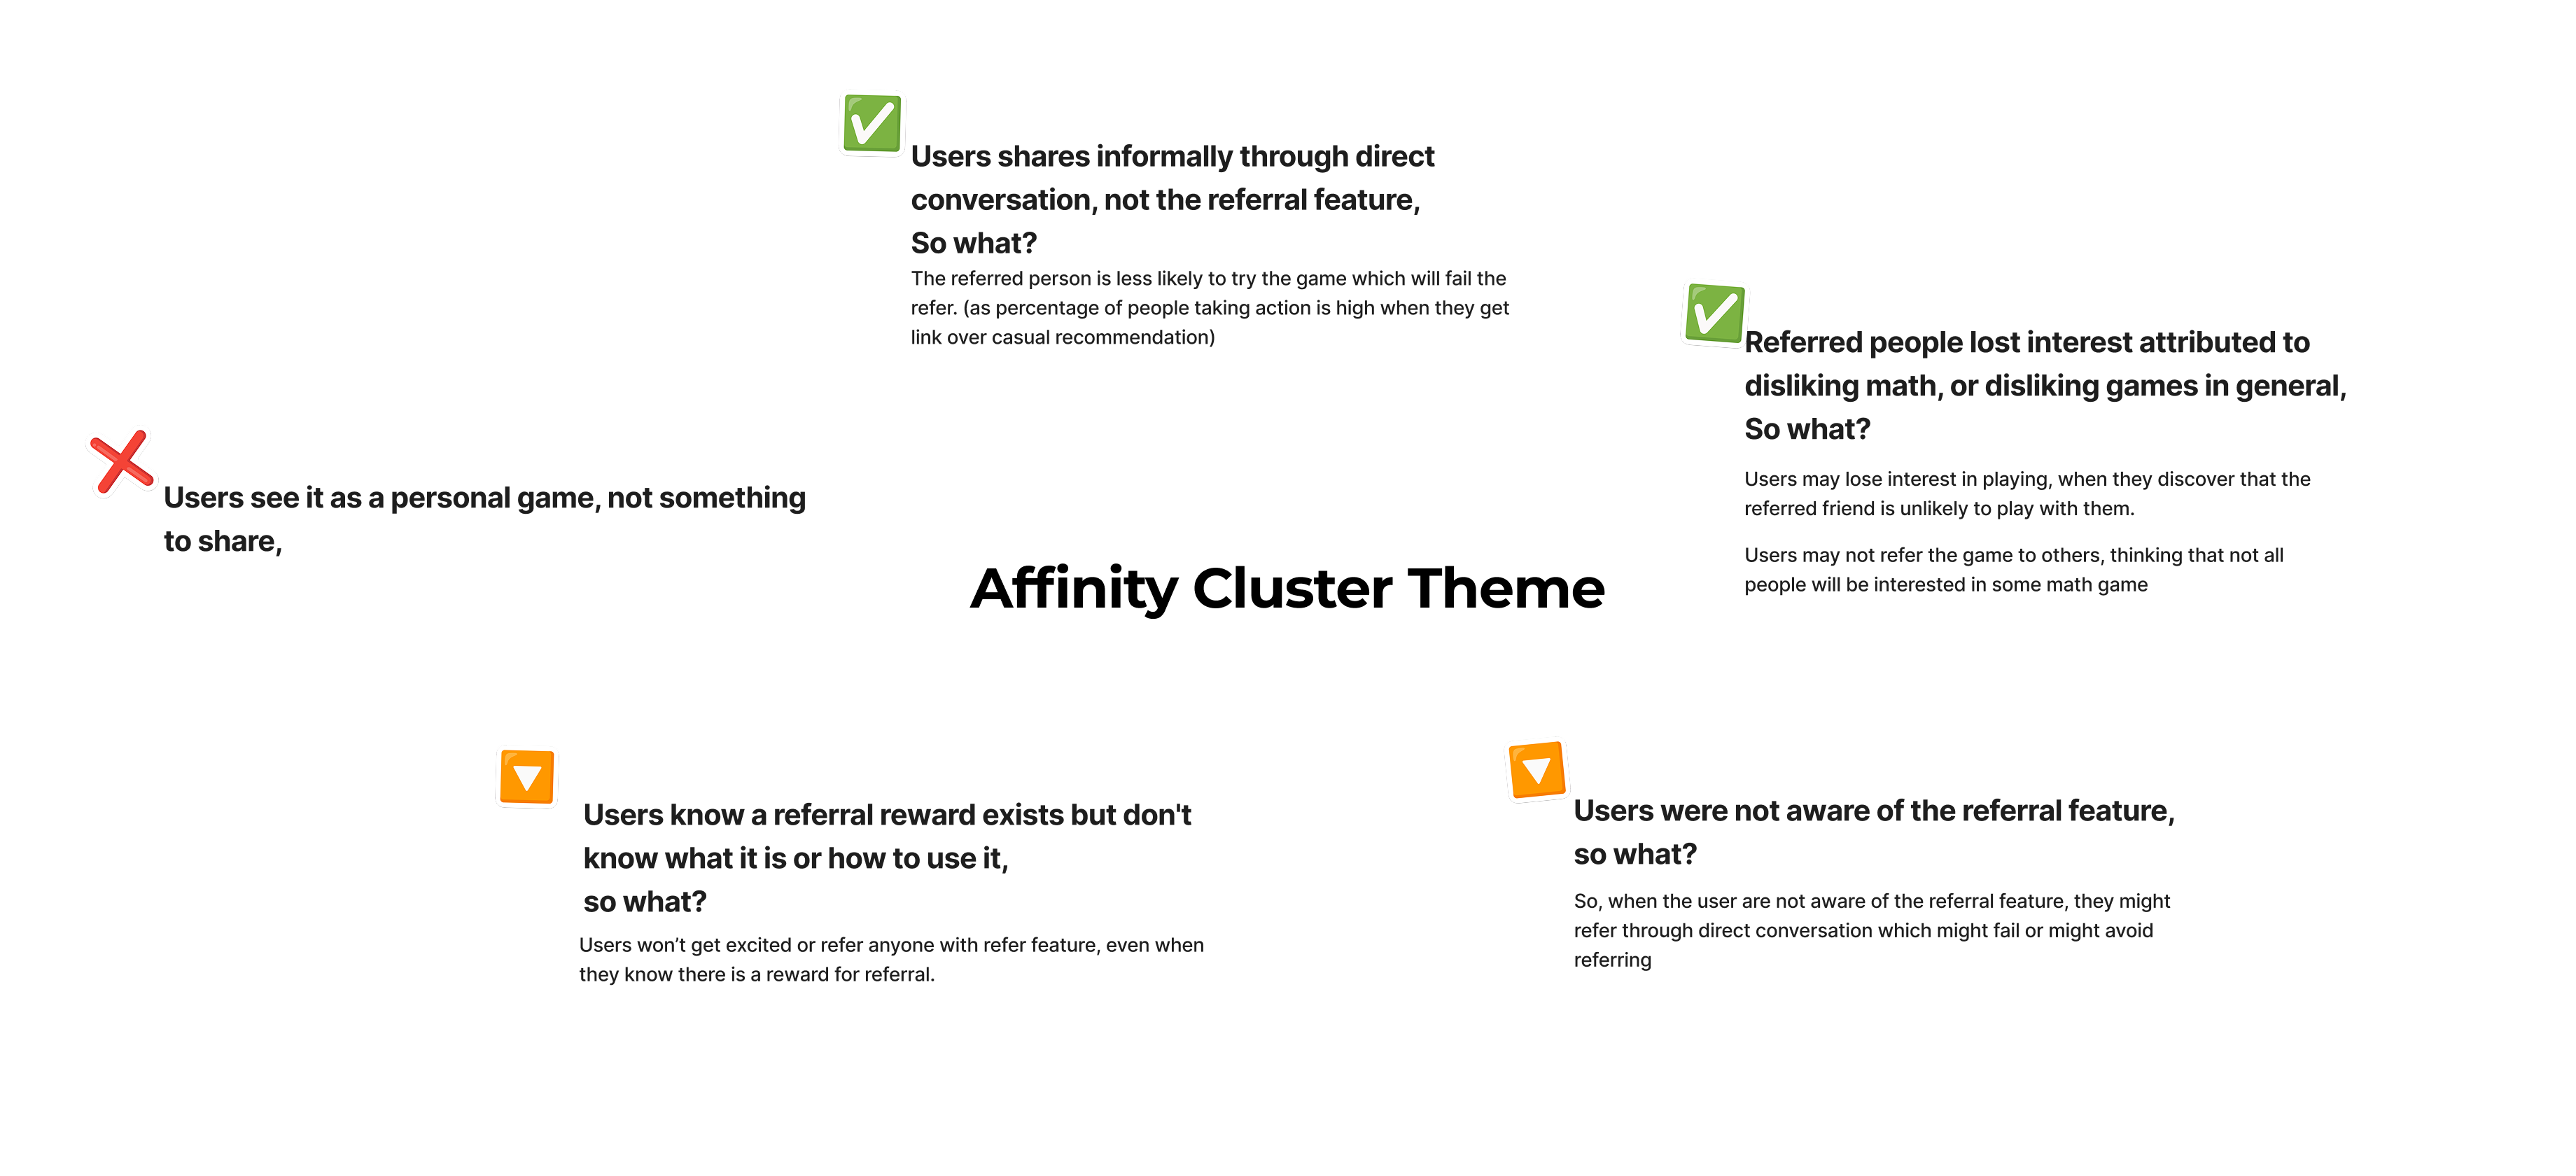 Users shares informally through direct
conversation, not the referral feature,
So what?
The referred person is less likely to try the game which will fail the
refer. (as percentage of people taking action is high when they get
link over casual recommendation)
Referred people lost interest attributed to
disliking math, or disliking games in general,
So what?
Users may lose interest in playing, when they discover that the
referred friend is unlikely to play with them.
Users may not refer the game to others, thinking that not all
people will be interested in some math game
Users see it as a personal game, not something
to share,
Affinity Cluster Theme
Users know a referral reward exists but don't
know what it is or how to use it,
so what?
Users won’t get excited or refer anyone with refer feature, even when
they know there is a reward for referral.
Users were not aware of the referral feature,
so what?
So, when the user are not aware of the referral feature, they might
refer through direct conversation which might fail or might avoid
referring